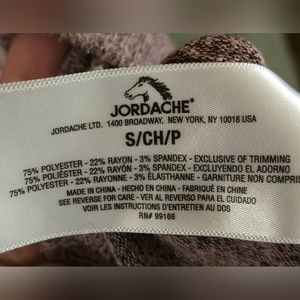 JORDACHE®
JORDACHE LTD. 1400 BROADWAY, NEW YORK, NY 10018 USA
S/CH/P
75% POLYESTER - 22% RAYON - 3% SPANDEX - EXCLUSIVE OF TRIMMING
75% POLIÉSTER - 22% RAYON - 3% SPANDEX - EXCLUYENDO EL ADORNO
75% POLYESTER - 22% RAYONNE - 3% ÉLASTHANNE - GARNITURE NON COMPRI
MADE IN CHINA - HECHO EN CHINA - FABRIQUÉ EN CHINE
SEE REVERSE FOR CARE - VER AL REVERSO PARA EL CUIDADO
VOIR LES INSTRUCTIONS D'ENTRETIEN AU DOS
RN# 99166